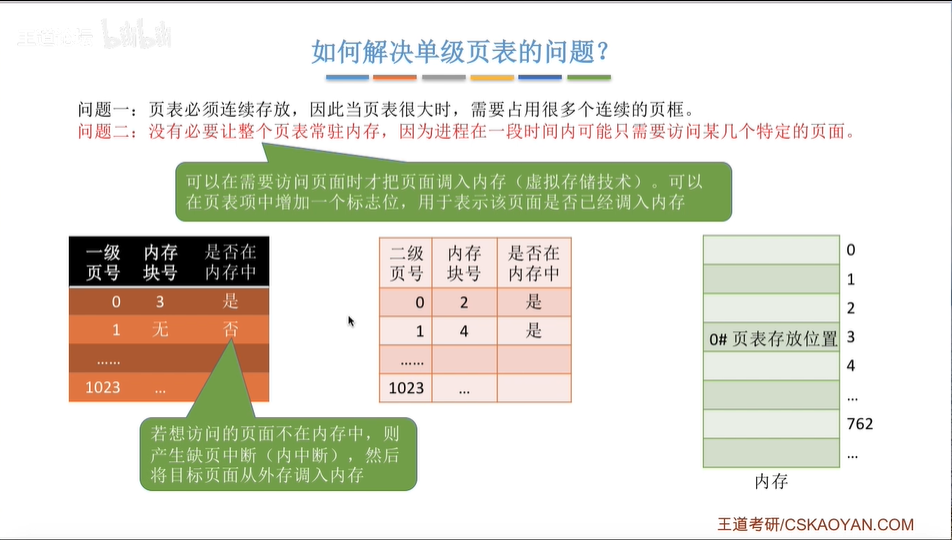 王道考研 bilibili
如何解决单级页表的问题？
问题一：页表必须连续存放，因此当页表很大时，需要占用很多个连续的页框。
问题二：没有必要让整个页表常驻内存，因为进程在一段时间内可能只需要访问某几个特定的页面。
可以在需要访问页面时才把页面调入内存（虚拟存储技术）。可以
在页表项中增加一个标志位，用于表示该页面是否已经调入内存
一级 内存 是否在
页号 块号 内存中
0 3 是
1 无 否
......
1023 ...
若想访问的页面不在内存中，则
产生缺页中断（内中断），然后
将目标页面从外存调入内存
二级 内存 是否在
页号 块号 内存中
0 2 是
1 4 是
......
1023 ...
0
1
2
0# 页表存放位置 3
4
...
762
...
内存
王道考研/CSKAOYAN.COM